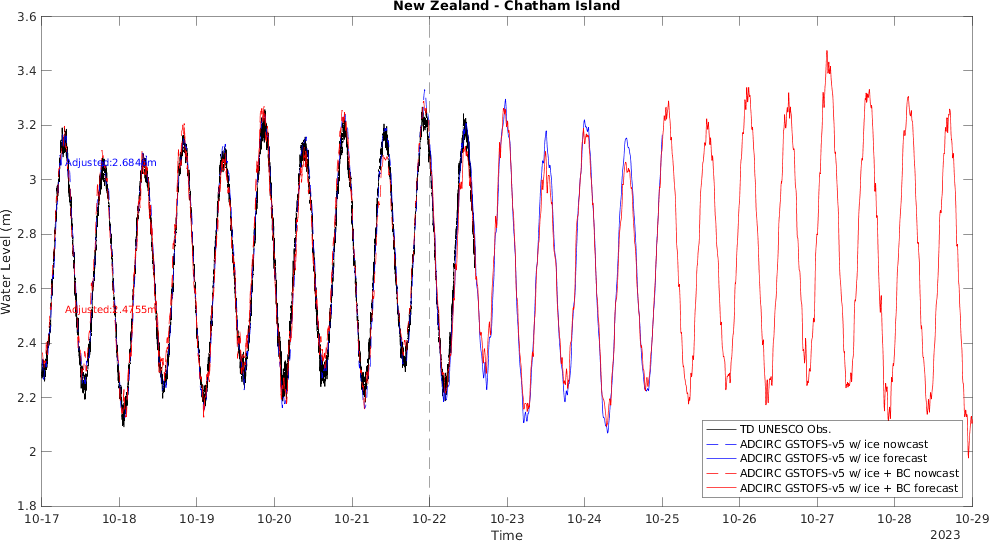 New Zealand - Chatham Island
3.6
3.4
3.2
3
2.8
2.6
2.4
2.2
2
1.8
Water Level (m)
Adjusted:2.4755m
TD UNESCO Obs.
ADCIRC GSTOFS-v5 w/ ice nowcast
ADCIRC GSTOFS-v5 w/ ice forecast
ADCIRC GSTOFS-v5 w/ ice + BC nowcast
ADCIRC GSTOFS-v5 w/ ice + BC forecast
10-17 10-18 10-19 10-20 10-21 10-22 10-23 10-24 10-25 10-26 10-27 10-28 10-29
Time
2023